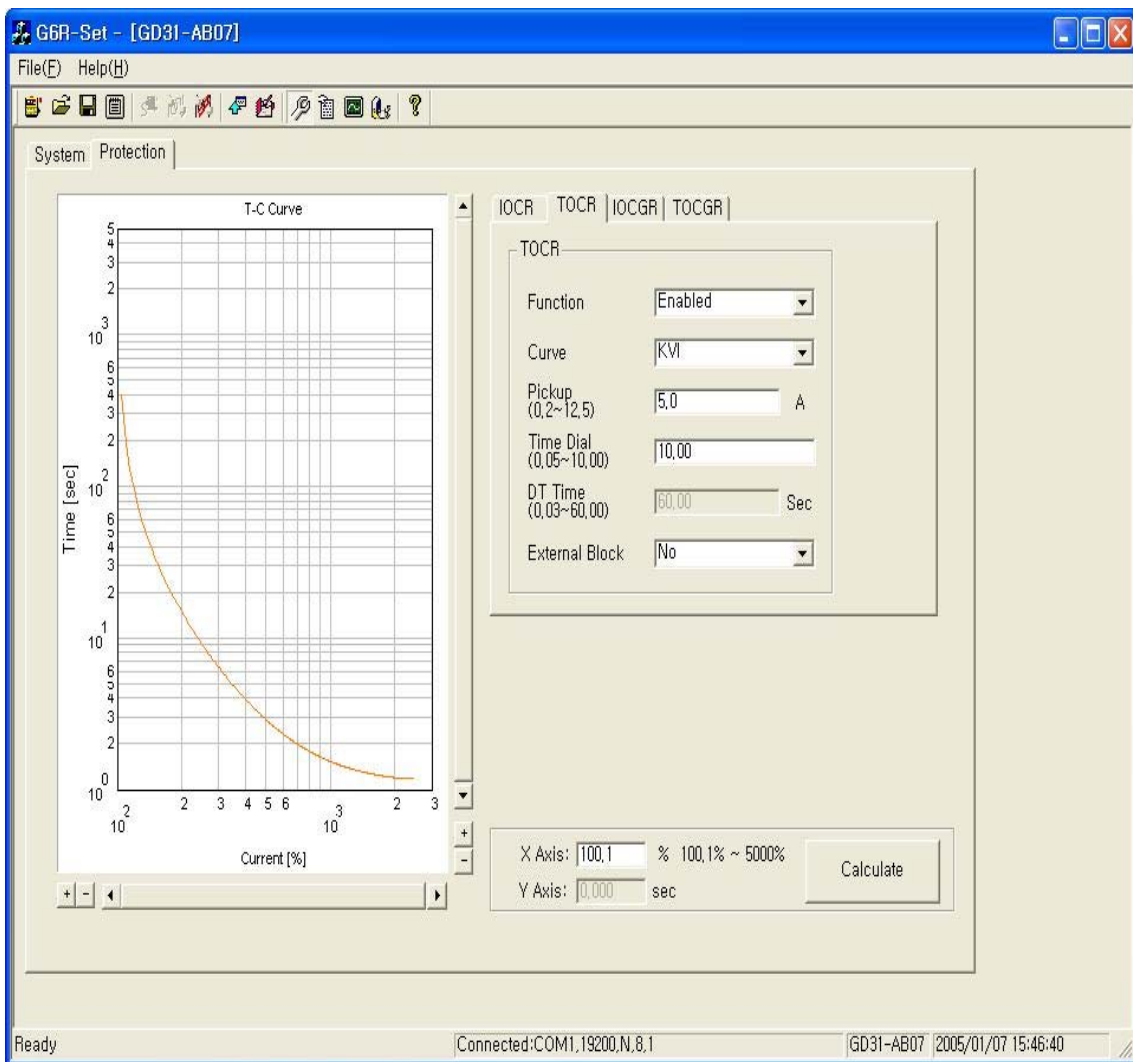 G6R-Set - [GD31-AB07]
File(F) Help(H)
System Protection
T-C Curve
5
4
3
2
10 3
6
5
4
3
2
10 2
6
5
4
3
2
10 1
6
5
4
3
2
10 0
Time [sec]
10 2 2 3 4 5 6 10 3 2 3
Current [%]
+ -
+
-
IOCR TOCR IOCGR TOCGR
TOCR
Function Enabled
Curve KVI
Pickup
(0,2~12,5) 5,0 A
Time Dial
(0,05~10,00) 10,00
DT Time
(0,03~60,00) 60,00 Sec
External Block No
X Axis: 100,1 % 100,1% ~ 5000%
Y Axis: 0,000 sec
Calculate
Ready Connected:COM1,19200,N,8,1 GD31-AB07 2005/01/07 15:46:40